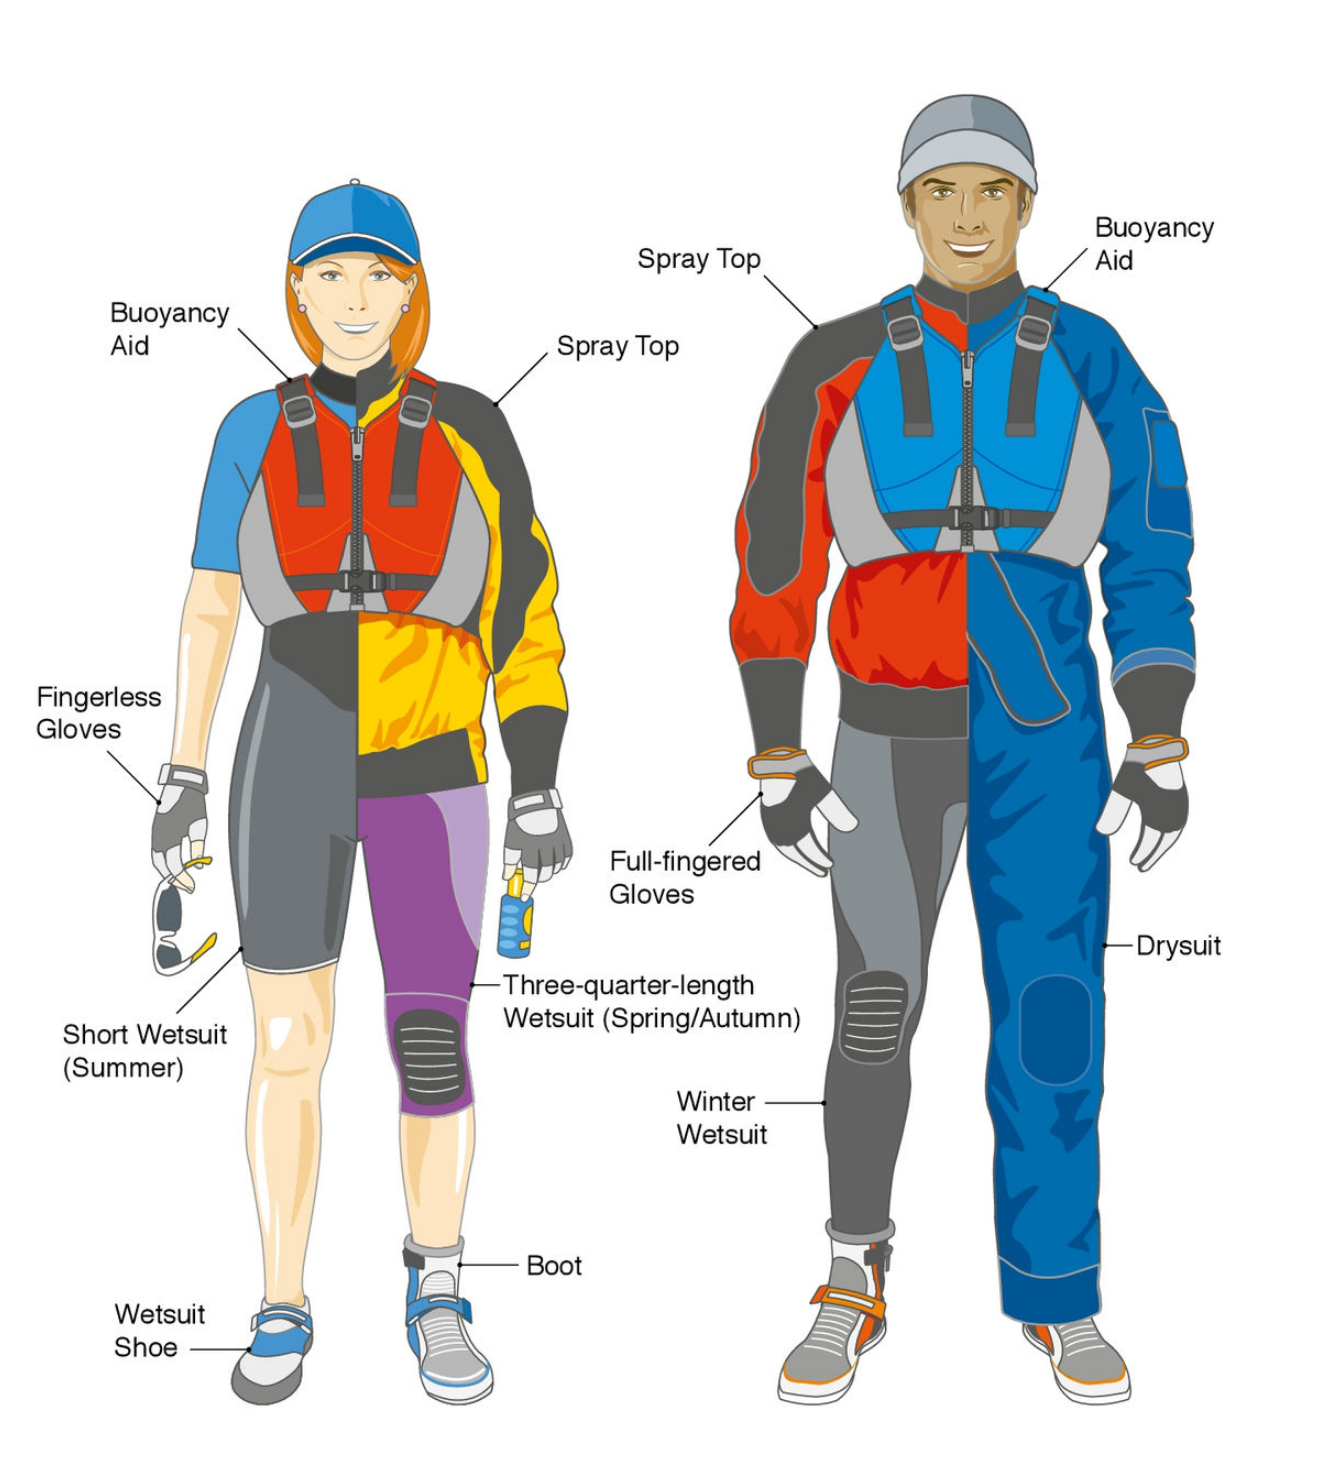 Buoyancy
Aid
Spray Top
Fingerless
Gloves
Short Wetsuit
(Summer)
Three-quarter-length
Wetsuit (Spring/Autumn)
Boot
Wetsuit
Shoe
Spray Top
Buoyancy
Aid
Full-fingered
Gloves
Drysuit
Winter
Wetsuit